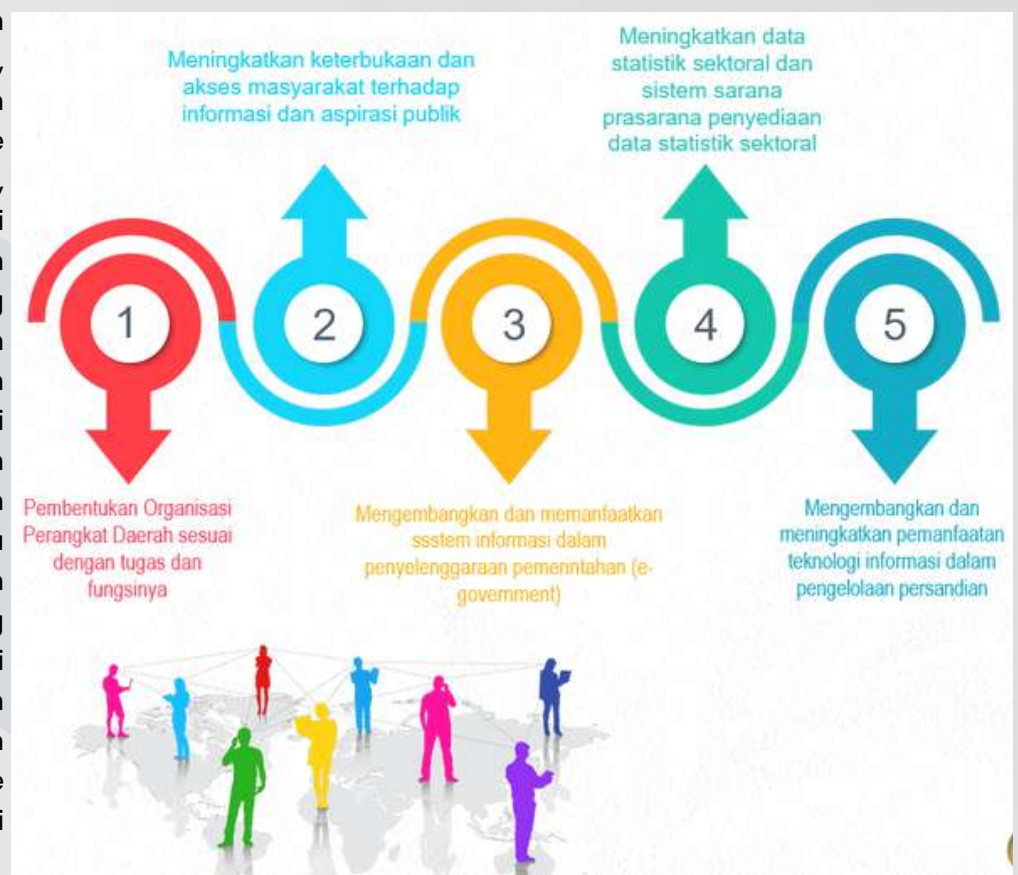 Meningkatkan keterbukaan dan
akses masyarakat terhadap
informasi dan aspirasi publik
Meningkatkan data
statistik sektoral dan
sistem sarana
prasarana penyediaan
data statistik sektoral
1
2
3
4
5
Pembentukan Organisasi
Perangkat Daerah sesuai
dengan tugas dan
fungsinya
Mengembangkan dan memanfaatkan
ssstem informasi dalam
penyelenggaraan pemerintahan (e-
government)
Mengembangkan dan
meningkatkan pemanfaatan
teknologi informasi dalam
pengelolaan persandian